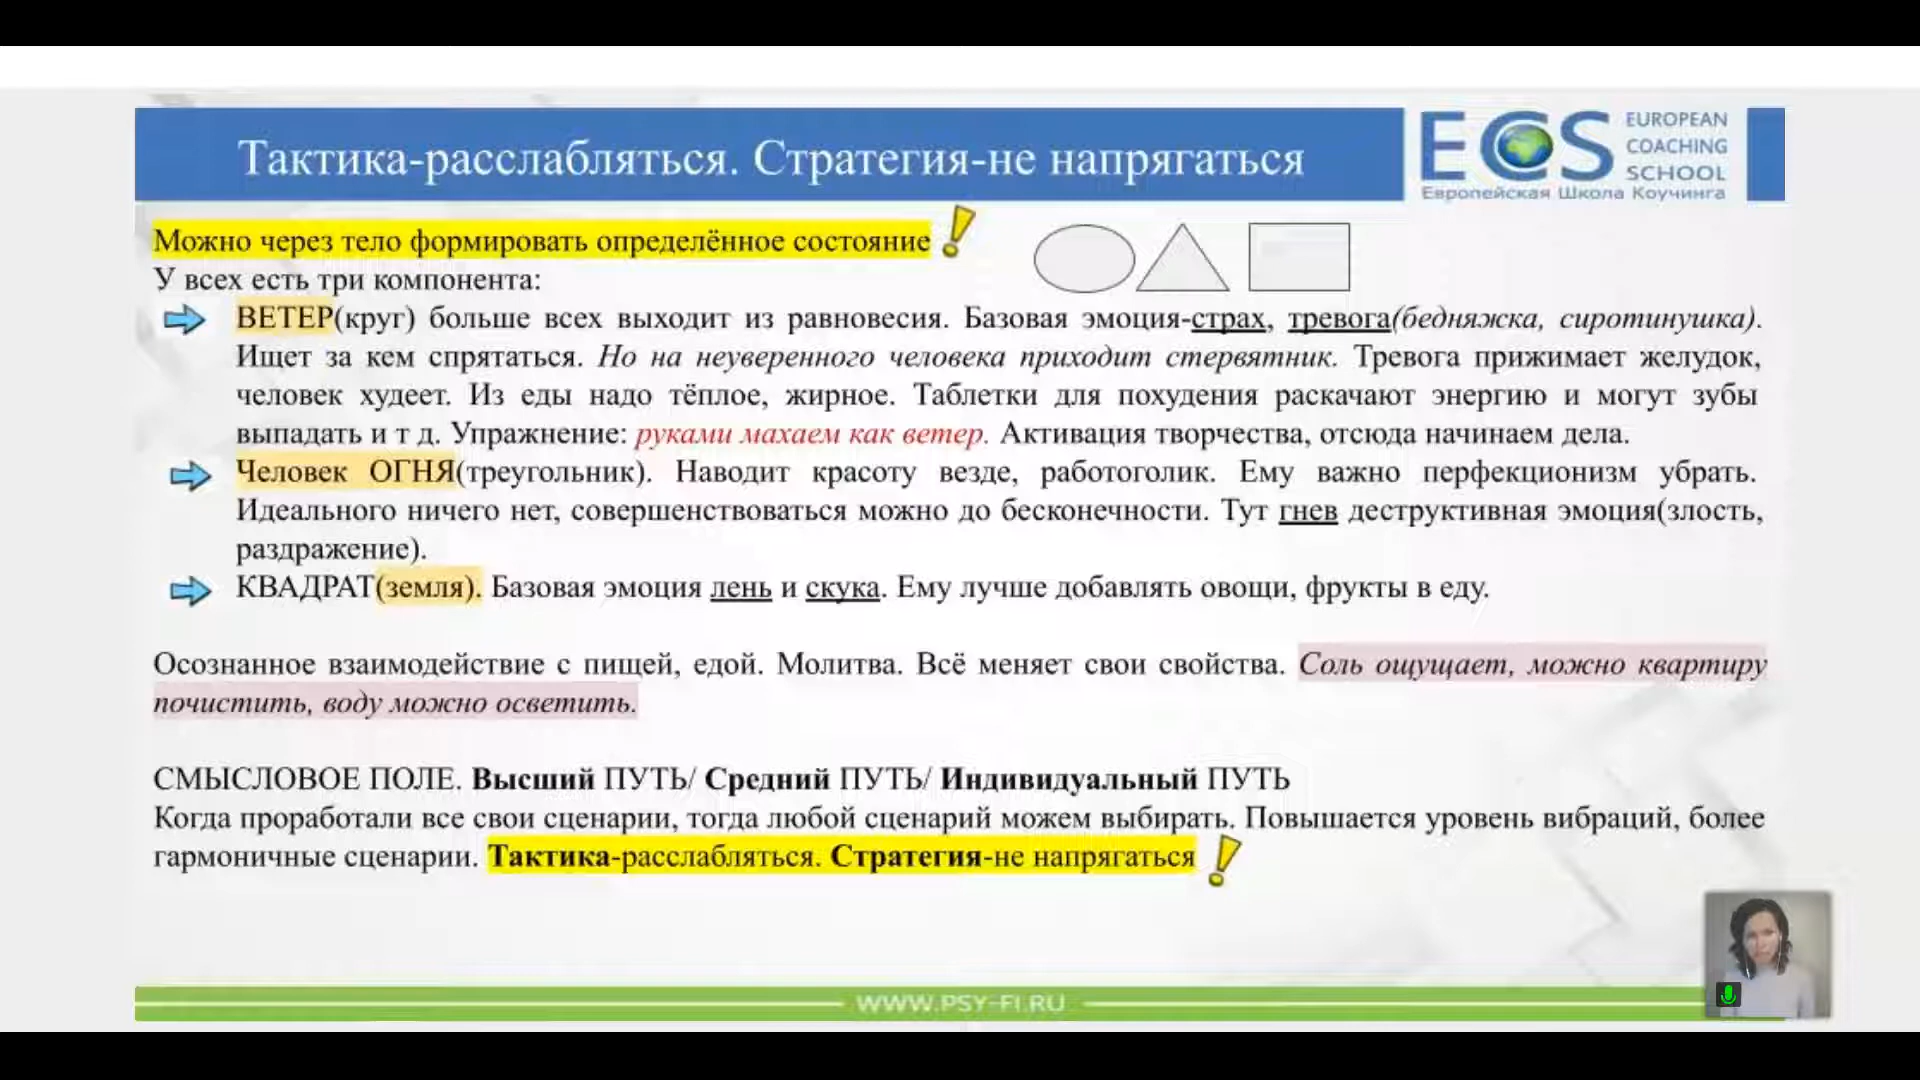 Тактика-расслабляться. Стратегия-не напрягаться
ECS
EUROPEAN
COACHING
SCHOOL
Европейская Школа Коучинга
Можно через тело формировать определённое состояние
У всех есть три компонента:
ВЕТЕР(круг) больше всех выходит из равновесия. Базовая эмоция-страх, тревога(бедняжка, сиротинушка).
Ищет за кем спрятаться. Но на неуверенного человека приходит стервятник. Тревога прижимает желудок,
человек худеет. Из еды надо тёплое, жирное. Таблетки для похудения раскачают энергию и могут зубы
выпадать и т д. Упражнение: руками махаем как ветер. Активация творчества, отсюда начинаем дела.
Человек ОГНЯ(треугольник). Наводит красоту везде, работоголик. Ему важно перфекционизм убрать.
Идеального ничего нет, совершенствоваться можно до бесконечности. Тут гнев деструктивная эмоция(злость,
раздражение).
КВАДРАТ(земля). Базовая эмоция лень и скука. Ему лучше добавлять овощи, фрукты в еду.
Осознанное взаимодействие с пищей, едой. Молитва. Всё меняет свои свойства. Соль ощущает, можно квартиру
почистить, воду можно осветить.
СМЫСЛОВОЕ ПОЛЕ. Высший ПУТЬ/ Средний ПУТЬ/ Индивидуальный ПУТЬ
Когда проработали все свои сценарии, тогда любой сценарий можем выбирать. Повышается уровень вибраций, более
гармоничные сценарии. Тактика-расслабляться. Стратегия-не напрягаться
WWW.PSY-FI.RU